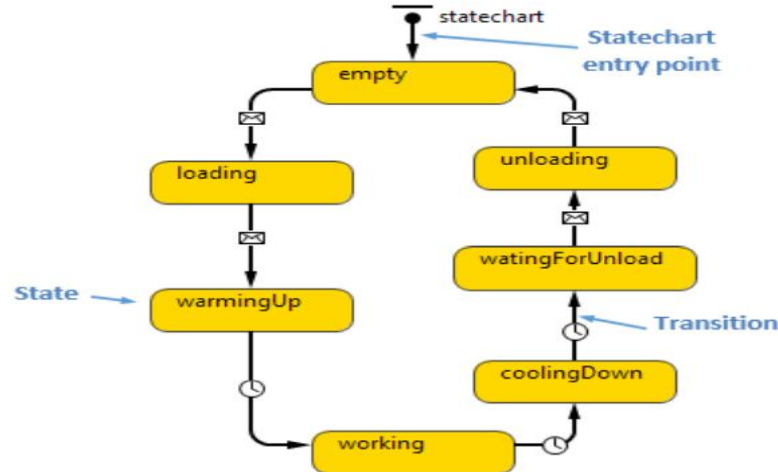 statechart
Statechart
entry point
empty
loading
unloading
watingForUnload
State
warmingUp
Transition
coolingDown
working